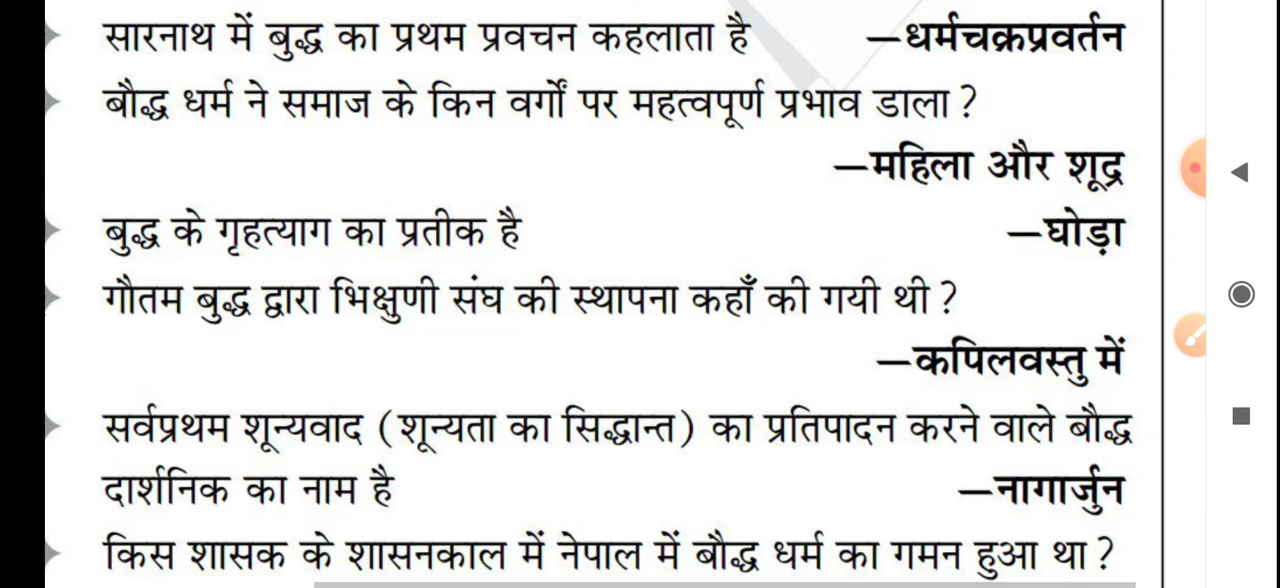 सारनाथ में बुद्ध का प्रथम प्रवचन कहलाता है —धर्मचक्रप्रवर्तन
बौद्ध धर्म ने समाज के किन वर्गों पर महत्वपूर्ण प्रभाव डाला ?
—महिला और शूद्र
बुद्ध के गृहत्याग का प्रतीक है —घोड़ा
गौतम बुद्ध द्वारा भिक्षुणी संघ की स्थापना कहाँ की गयी थी ?
—कपिलवस्तु में
सर्वप्रथम शून्यवाद (शून्यता का सिद्धान्त) का प्रतिपादन करने वाले बौद्ध
दार्शनिक का नाम है —नागार्जुन
किस शासक के शासनकाल में नेपाल में बौद्ध धर्म का गमन हुआ था ?